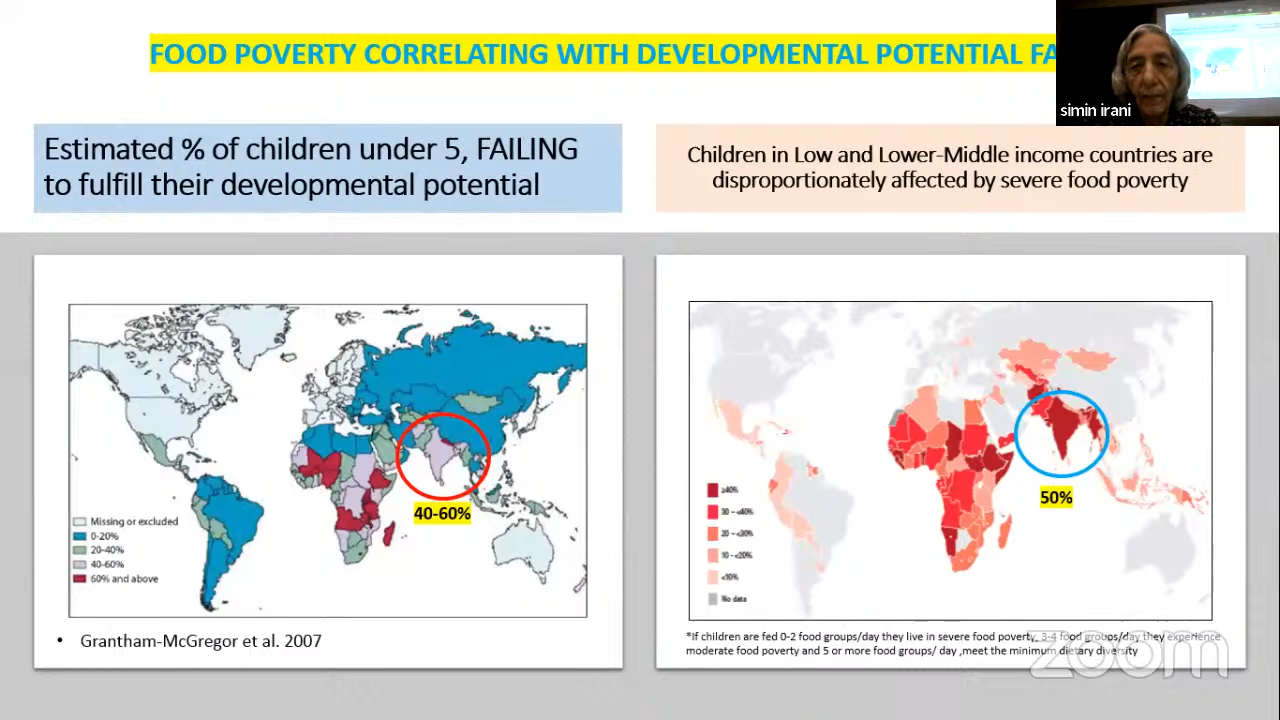 FOOD POVERTY CORRELATING WITH DEVELOPMENTAL POTENTIAL FA
simin irani
Estimated % of children under 5, FAILING
to fulfill their developmental potential
Children in Low and Lower-Middle income countries are
disproportionately affected by severe food poverty
40-60%
Missing or excluded
0-20%
20-40%
40-60%
60% and above
• Grantham-McGregor et al. 2007
50%
≥40%
30 – <40%
20 – <30%
10 – <20%
<10%
No data
*If children are fed 0-2 food groups/day they live in severe food poverty, 3-4 food groups/day they experience
moderate food poverty and 5 or more food groups/ day ,meet the minimum dietary diversity
zoom